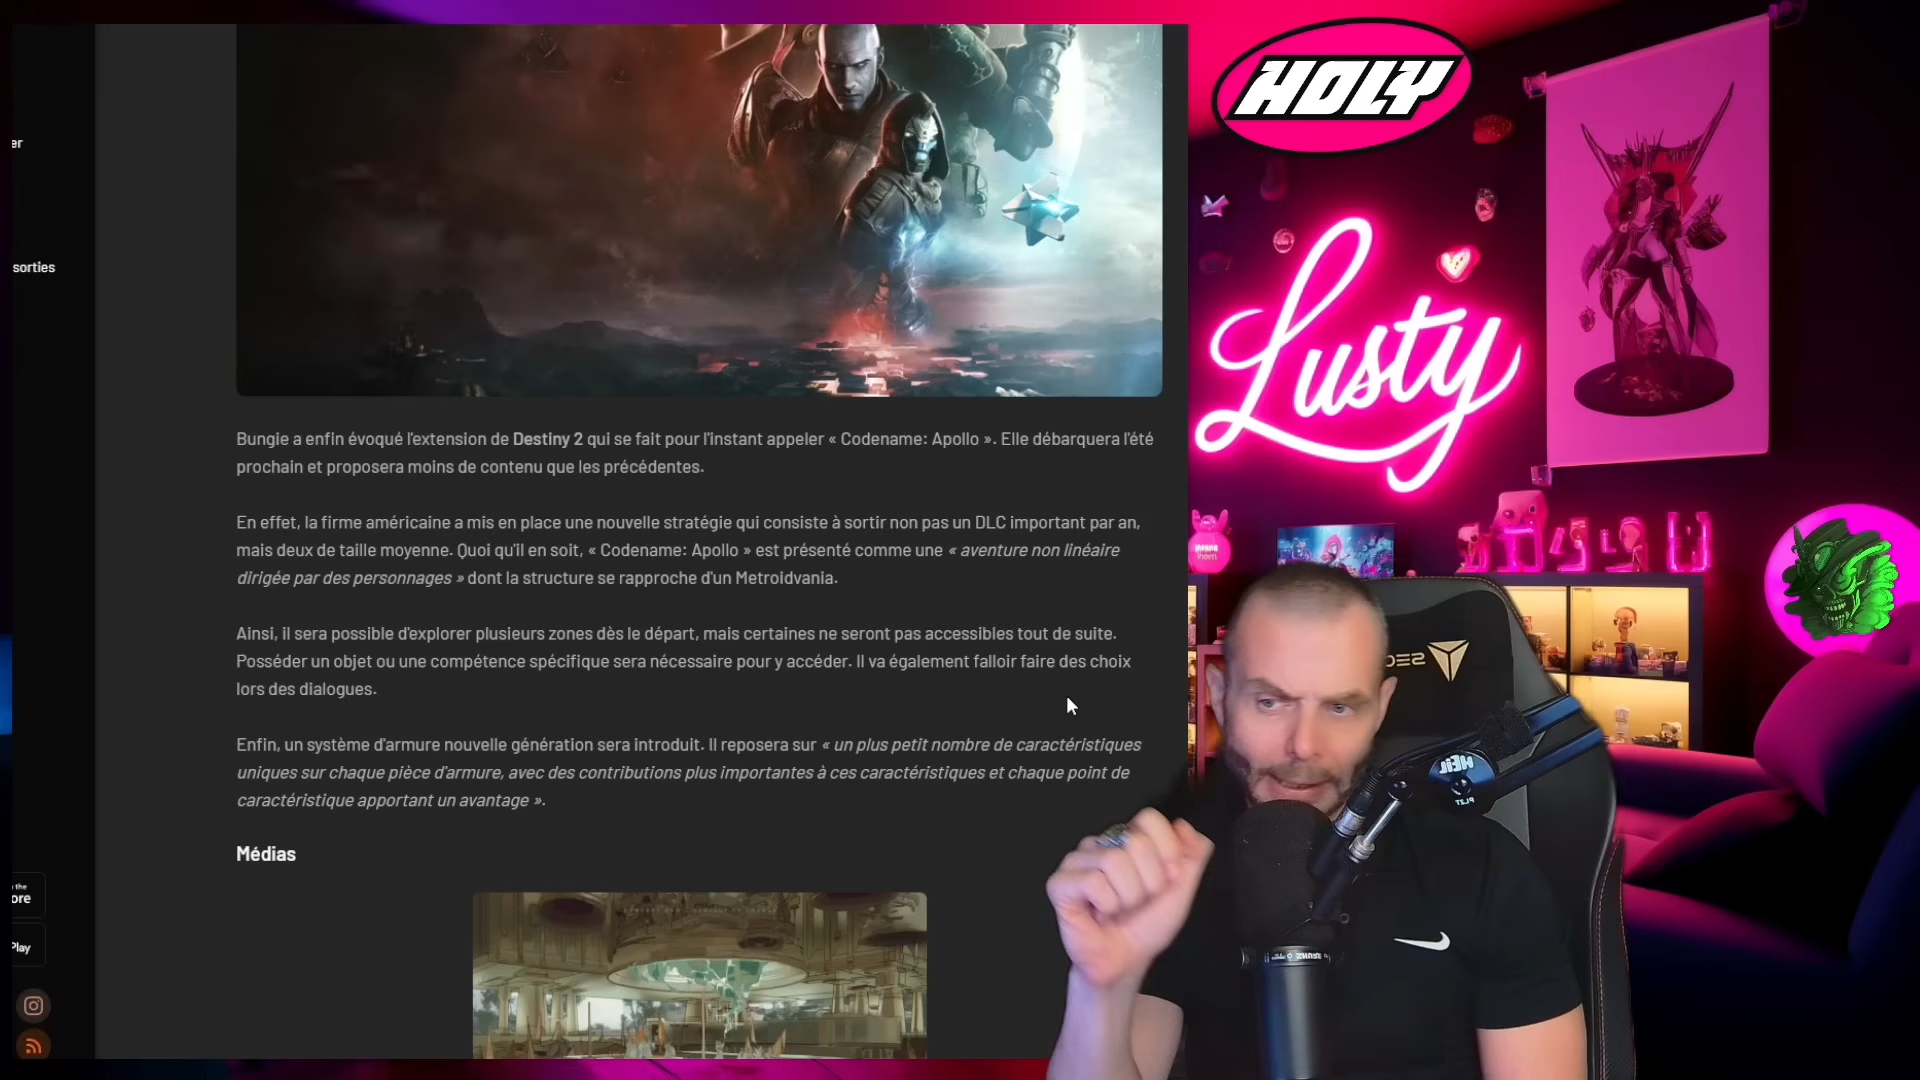 HOLY
er
sorties
Lusty
Bungie a enfin évoqué l'extension de Destiny 2 qui se fait pour l'instant appeler « Codename: Apollo ». Elle débarquera l'été
prochain et proposera moins de contenu que les précédentes.
En effet, la firme américaine a mis en place une nouvelle stratégie qui consiste à sortir non pas un DLC important par an,
mais deux de taille moyenne. Quoi qu'il en soit, « Codename: Apollo » est présenté comme une « aventure non linéaire
dirigée par des personnages » dont la structure se rapproche d'un Metroidvania.
Ainsi, il sera possible d'explorer plusieurs zones dès le départ, mais certaines ne seront pas accessibles tout de suite.
Posséder un objet ou une compétence spécifique sera nécessaire pour y accéder. Il va également falloir faire des choix
lors des dialogues.
Enfin, un système d'armure nouvelle génération sera introduit. Il reposera sur « un plus petit nombre de caractéristiques
uniques sur chaque pièce d'armure, avec des contributions plus importantes à ces caractéristiques et chaque point de
caractéristique apportant un avantage ».
Médias
n the
ore
Play
HEIL